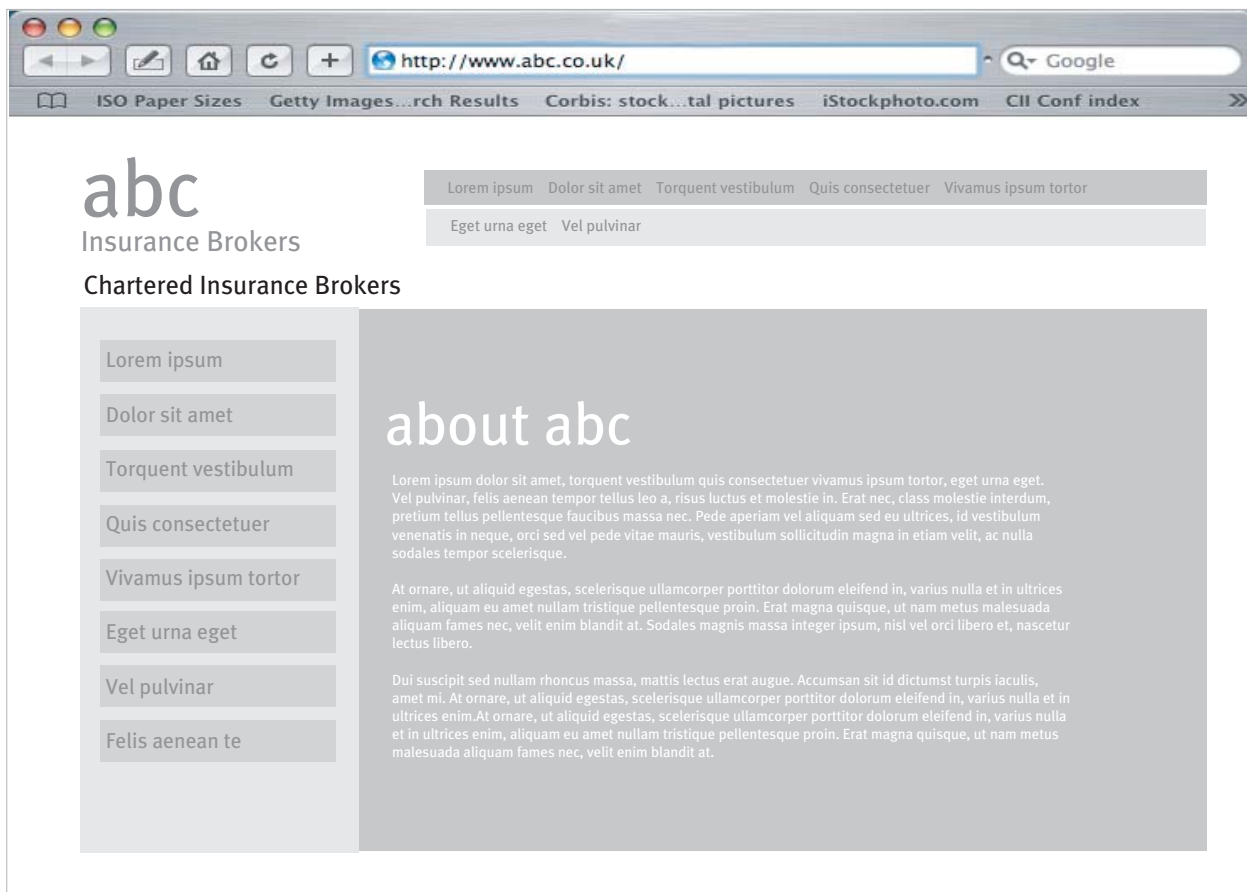 http://www.abc.co.uk/
Google
ISO Paper Sizes Getty Images...rch Results Corbis: stock...tal pictures iStockphoto.com CII Conf index
abc
Insurance Brokers
Lorem ipsum Dolor sit amet Torquent vestibulum Quis consectetuer Vivamus ipsum tortor
Eget urna eget Vel pulvinar
Chartered Insurance Brokers
Lorem ipsum
Dolor sit amet
Torquent vestibulum
Quis consectetuer
Vivamus ipsum tortor
Eget urna eget
Vel pulvinar
Felis aenean te
about abc
Lorem ipsum dolor sit amet, torquent vestibulum quis consectetuer vivamus ipsum tortor, eget urna eget.
Vel pulvinar, felis aenean tempor tellus leo a, risus luctus et molestie in. Erat nec, class molestie interdum,
pretium tellus pellentesque faucibus massa nec. Pede aperiam vel aliquam sed eu ultrices, id vestibulum
venenatis in neque, orci sed vel pede vitae mauris, vestibulum sollicitudin magna in etiam velit, ac nulla
sodales tempor scelerisque.
At ornare, ut aliquid egestas, scelerisque ullamcorper porttitor dolorum eleifend in, varius nulla et in ultrices
enim, aliquam eu amet nullam tristique pellentesque proin. Erat magna quisque, ut nam metus malesuada
aliquam fames nec, velit enim blandit at. Sodales magnis massa integer ipsum, nisl vel orci libero et, nascetur
lectus libero.
Dui suscipit sed nullam rhoncus massa, mattis lectus erat augue. Accumsan sit id dictumst turpis iaculis,
amet mi. At ornare, ut aliquid egestas, scelerisque ullamcorper porttitor dolorum eleifend in, varius nulla et in
ultrices enim.At ornare, ut aliquid egestas, scelerisque ullamcorper porttitor dolorum eleifend in, varius nulla
et in ultrices enim, aliquam eu amet nullam tristique pellentesque proin. Erat magna quisque, ut nam metus
malesuada aliquam fames nec, velit enim blandit at.